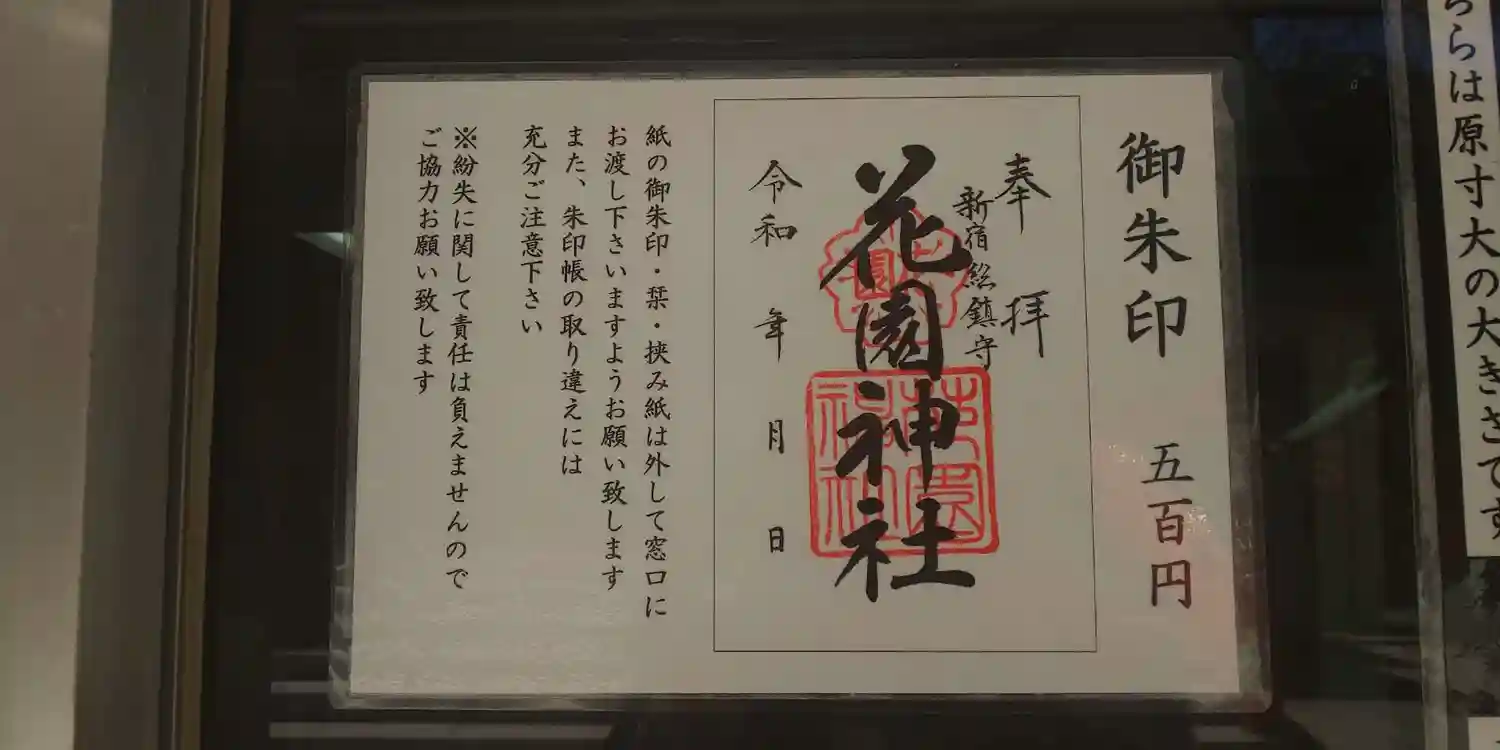 ちらは原寸大の大きさです
御朱印　五百円
奉拝
新宿総鎮守
花園神社
令和　年　月　日
紙の御朱印・栞・挟み紙は外して窓口に
お渡し下さいますようお願い致します
また、朱印帳の取り違えには
充分ご注意下さい
※紛失に関して責任は負えませんので
ご協力お願い致します